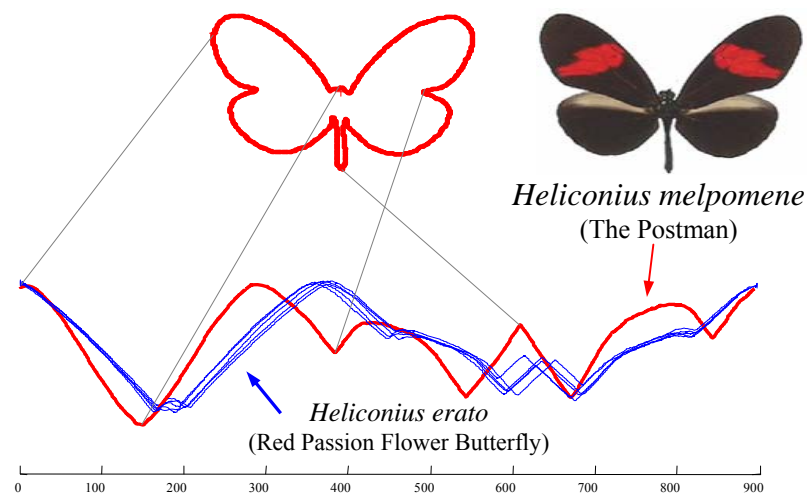 Heliconius melpomene
(The Postman)
Heliconius erato
(Red Passion Flower Butterfly)
0 100 200 300 400 500 600 700 800 900